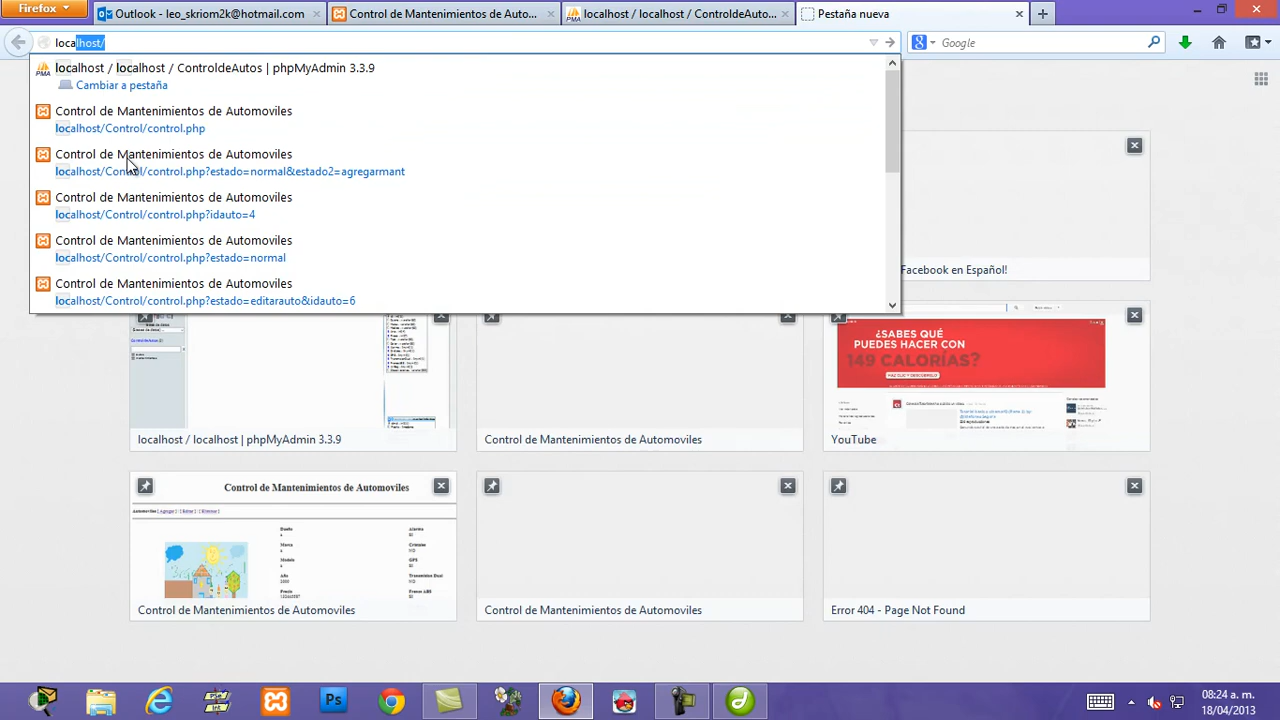 Firefox
Outlook - leo_skriom2k@hotmail.com
Control de Mantenimientos de Auto...
localhost / localhost / ControldeAuto...
Pestaña nueva
localhost/
Google
localhost / localhost / ControldeAutos | phpMyAdmin 3.3.9
Cambiar a pestaña
Control de Mantenimientos de Automoviles
localhost/Control/control.php
Control de Mantenimientos de Automoviles
localhost/Control/control.php?estado=normal&estado2=agregarmant
Control de Mantenimientos de Automoviles
localhost/Control/control.php?idauto=4
Control de Mantenimientos de Automoviles
localhost/Control/control.php?estado=normal
Control de Mantenimientos de Automoviles
localhost/Control/control.php?estado=editarauto&idauto=6
Facebook en Español!
¿SABES QUÉ
PUEDES HACER CON
149 CALORÍAS?
localhost / localhost | phpMyAdmin 3.3.9
Control de Mantenimientos de Automoviles
YouTube
Control de Mantenimientos de Automoviles
Control de Mantenimientos de Automoviles
Control de Mantenimientos de Automoviles
Error 404 - Page Not Found
Ps
08:24 a. m.
18/04/2013